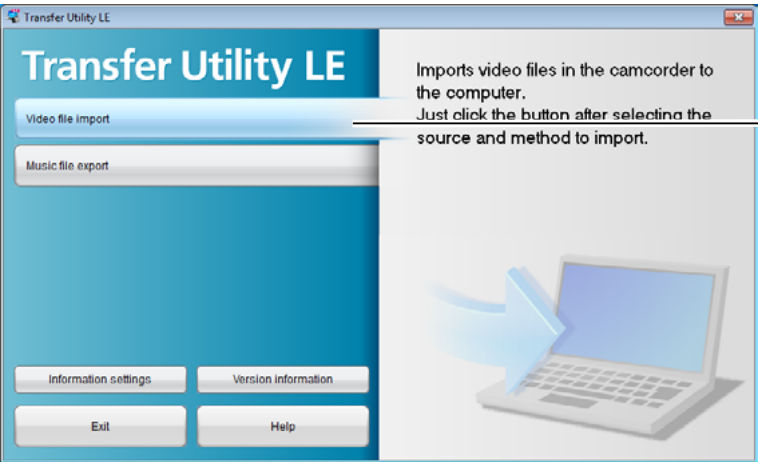 Transfer Utility LE
Transfer Utility LE
Video file import
Music file export
Information settings
Version information
Exit
Help
Imports video files in the camcorder to
the computer.
Just click the button after selecting the
source and method to import.